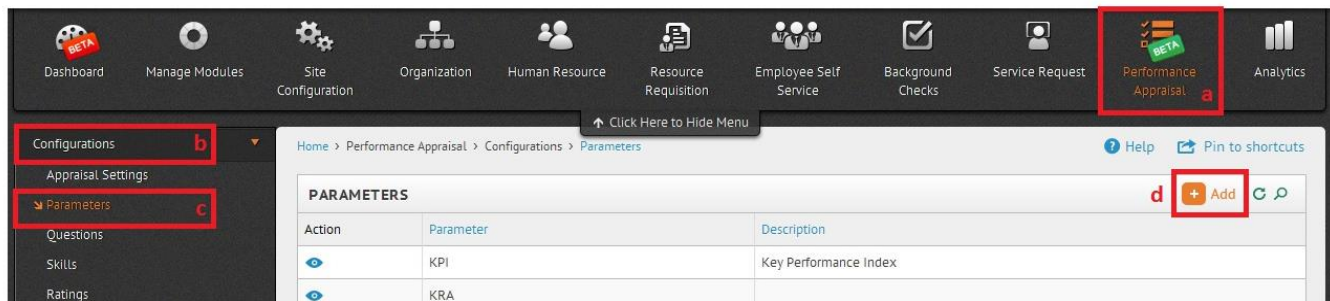 BETA
BETA
Dashboard Manage Modules Site Configuration Organization Human Resource Resource Requisition Employee Self Service Background Checks Service Request Performance Appraisal a Analytics
↑ Click Here to Hide Menu
Configurations b
Home > Performance Appraisal > Configurations > Parameters
? Help Pin to shortcuts
Appraisal Settings
Parameters c
Questions
Skills
Ratings
PARAMETERS d + Add
Action Parameter Description
KPI Key Performance Index
KRA